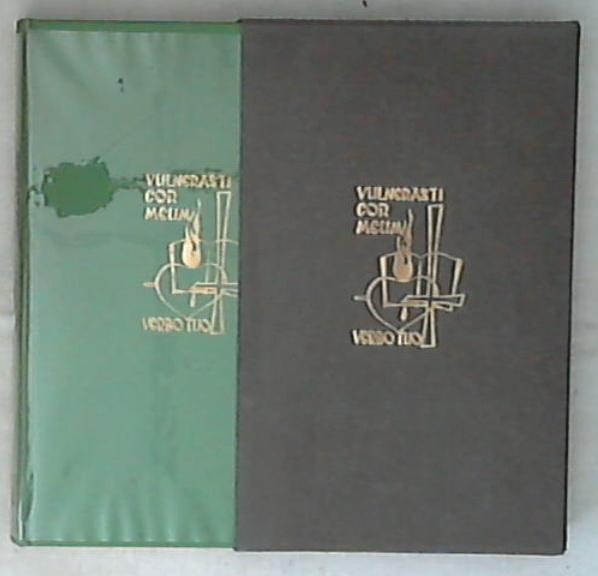 VULNERASTI
COR
MEUM
VERBO TUO
VULNERASTI
COR
MEUM
VERBO TUO